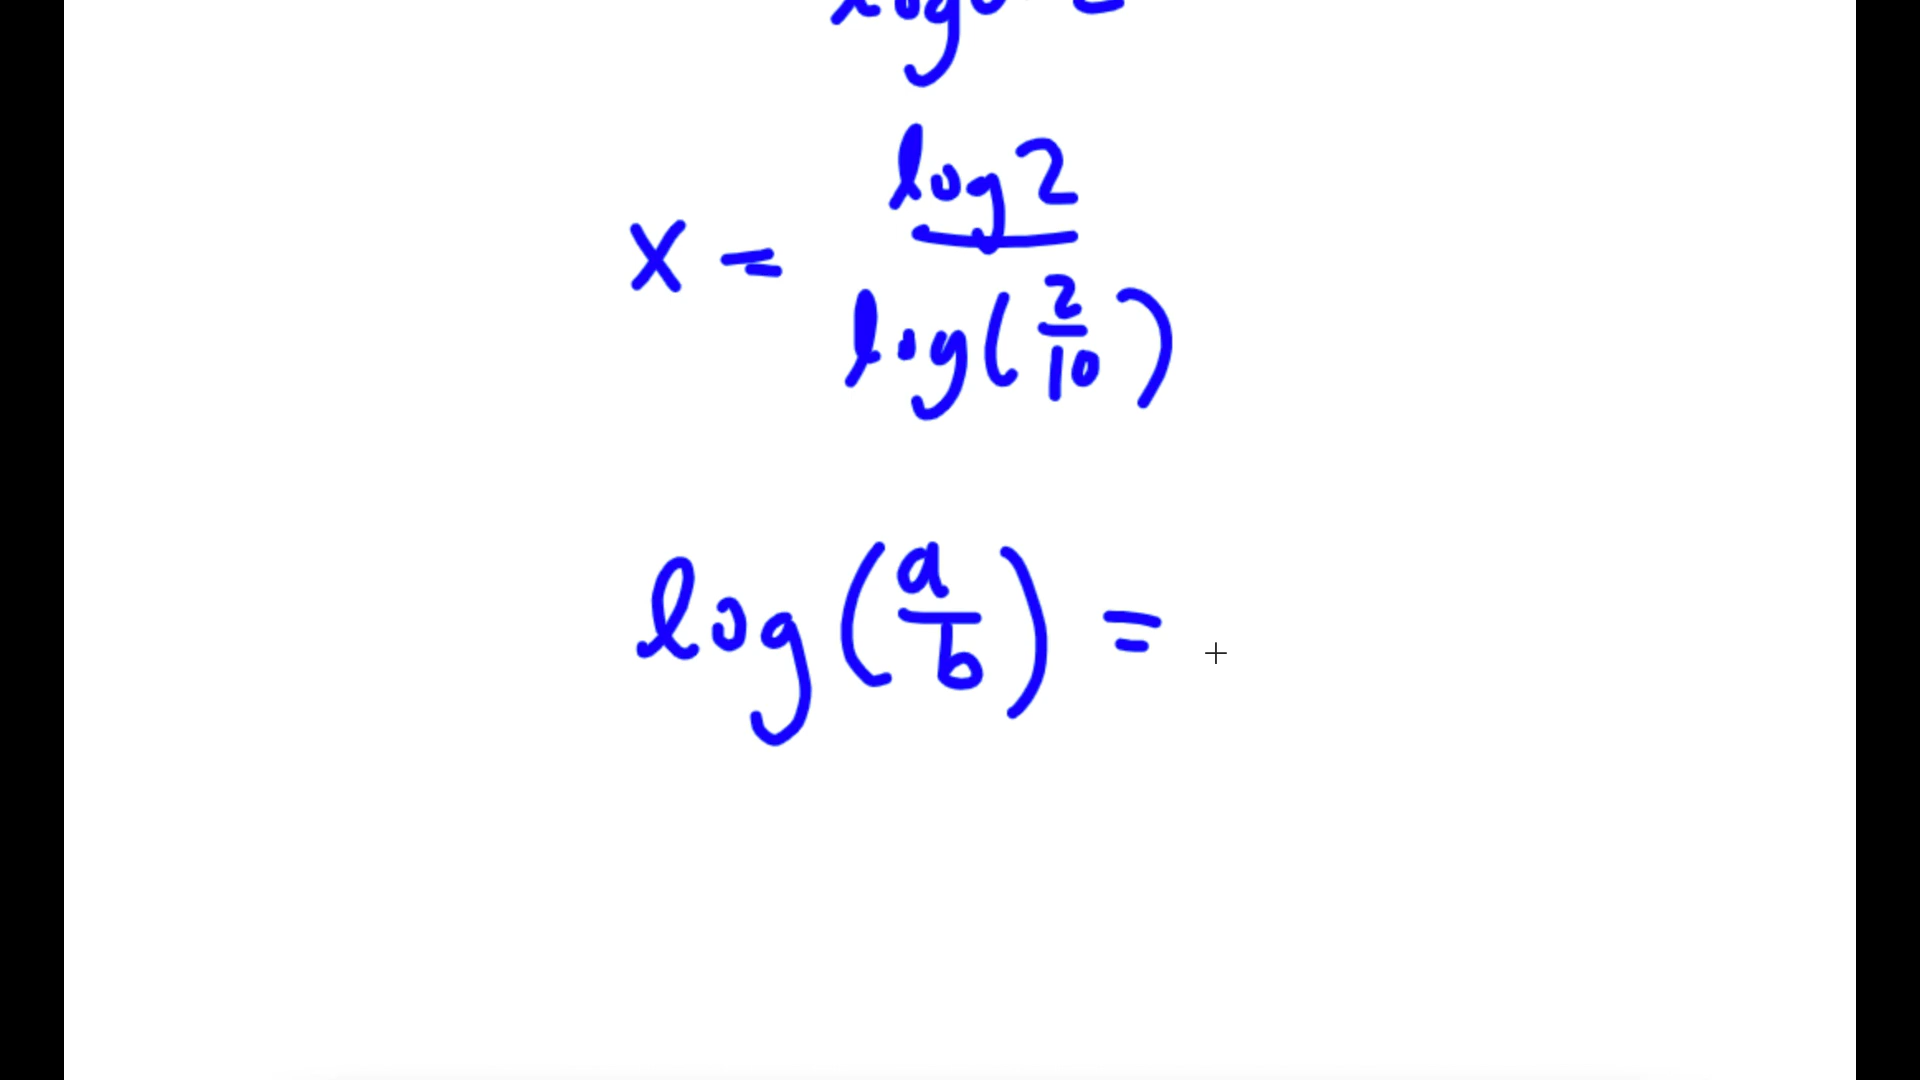 x = log 2 / log(2/10)
log(a/b) =